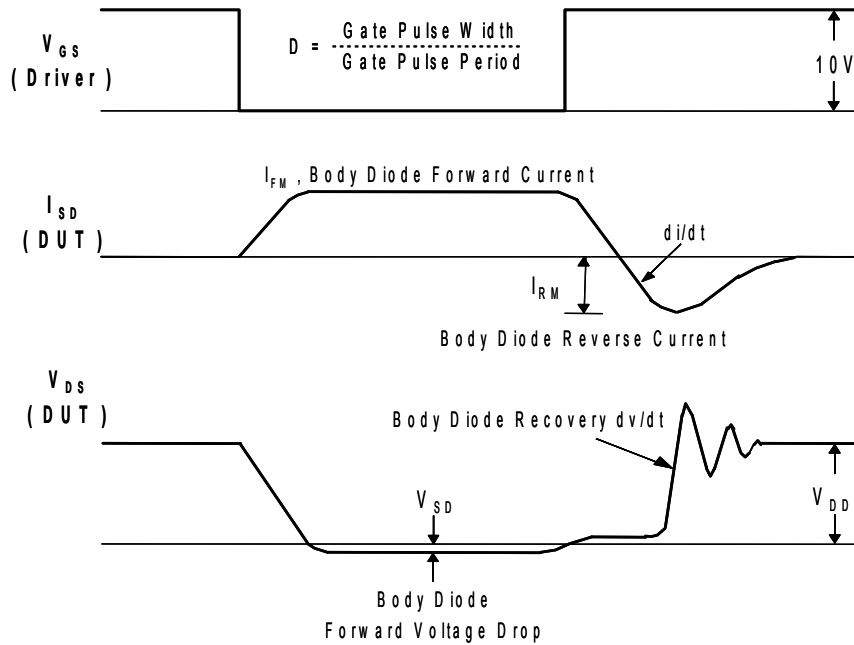 V GS
( Driver )
D = Gate Pulse Width
Gate Pulse Period
10V
I FM , Body Diode Forward Current
I SD
( DUT )
di/dt
I RM
Body Diode Reverse Current
V DS
( DUT )
Body Diode Recovery dv/dt
V SD
V DD
Body Diode
Forward Voltage Drop